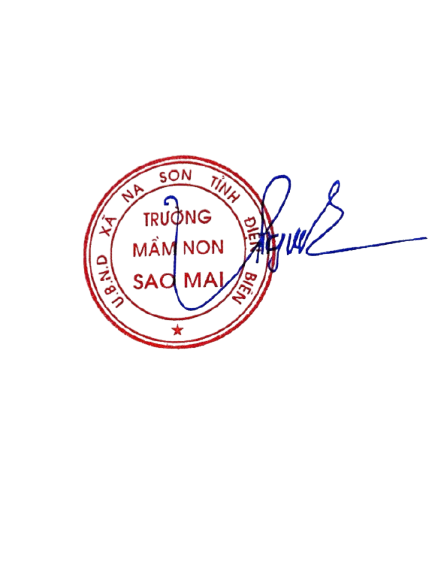 U.B.N.D XÃ NA SON TỈNH ĐIỆN BIÊN
TRƯỜNG
MẦM NON
SAO MAI